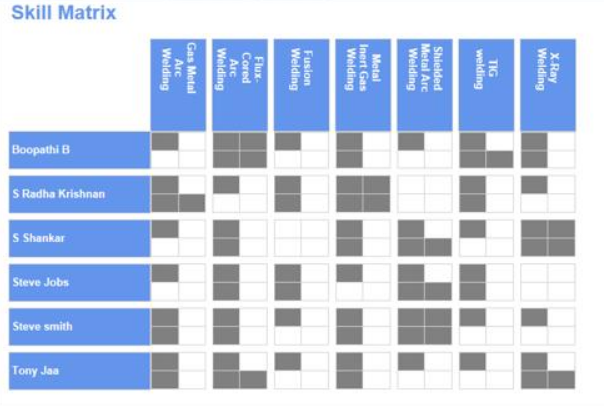 Skill Matrix
Gas Metal
Arc
Welding
Flux-
Cored
Arc
Welding
Fusion
Welding
Metal
Inert Gas
Welding
Shielded
Metal Arc
Welding
TIG
welding
X-Ray
Welding
Boopathi B
S Radha Krishnan
S Shankar
Steve Jobs
Steve smith
Tony Jaa